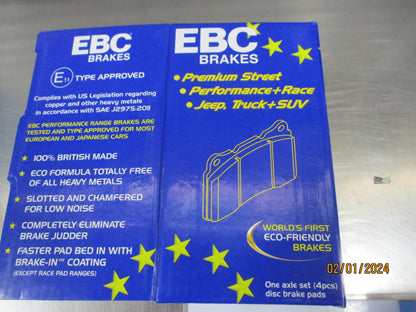 EBC
BRAKES
E11 TYPE APPROVED
Complies with US Legislation regarding
copper and other heavy metals
in accordance with SAE J2975:2011
EBC PERFORMANCE RANGE BRAKES ARE
TESTED AND TYPE APPROVED FOR MOST
EUROPEAN AND JAPANESE CARS
★ 100% BRITISH MADE
★ ECO FORMULA TOTALLY FREE
OF ALL HEAVY METALS
★ SLOTTED AND CHAMFERED
FOR LOW NOISE
★ COMPLETELY ELIMINATE
BRAKE JUDDER
★ FASTER PAD BED IN WITH
BRAKE-IN™ COATING
(EXCEPT RACE PAD RANGES)
EBC
BRAKES
• Premium Street
• Performance+Race
• Jeep, Truck+SUV
WORLD'S FIRST
ECO-FRIENDLY
BRAKES
One axle set (4pcs)
disc brake pads
02/01/2024